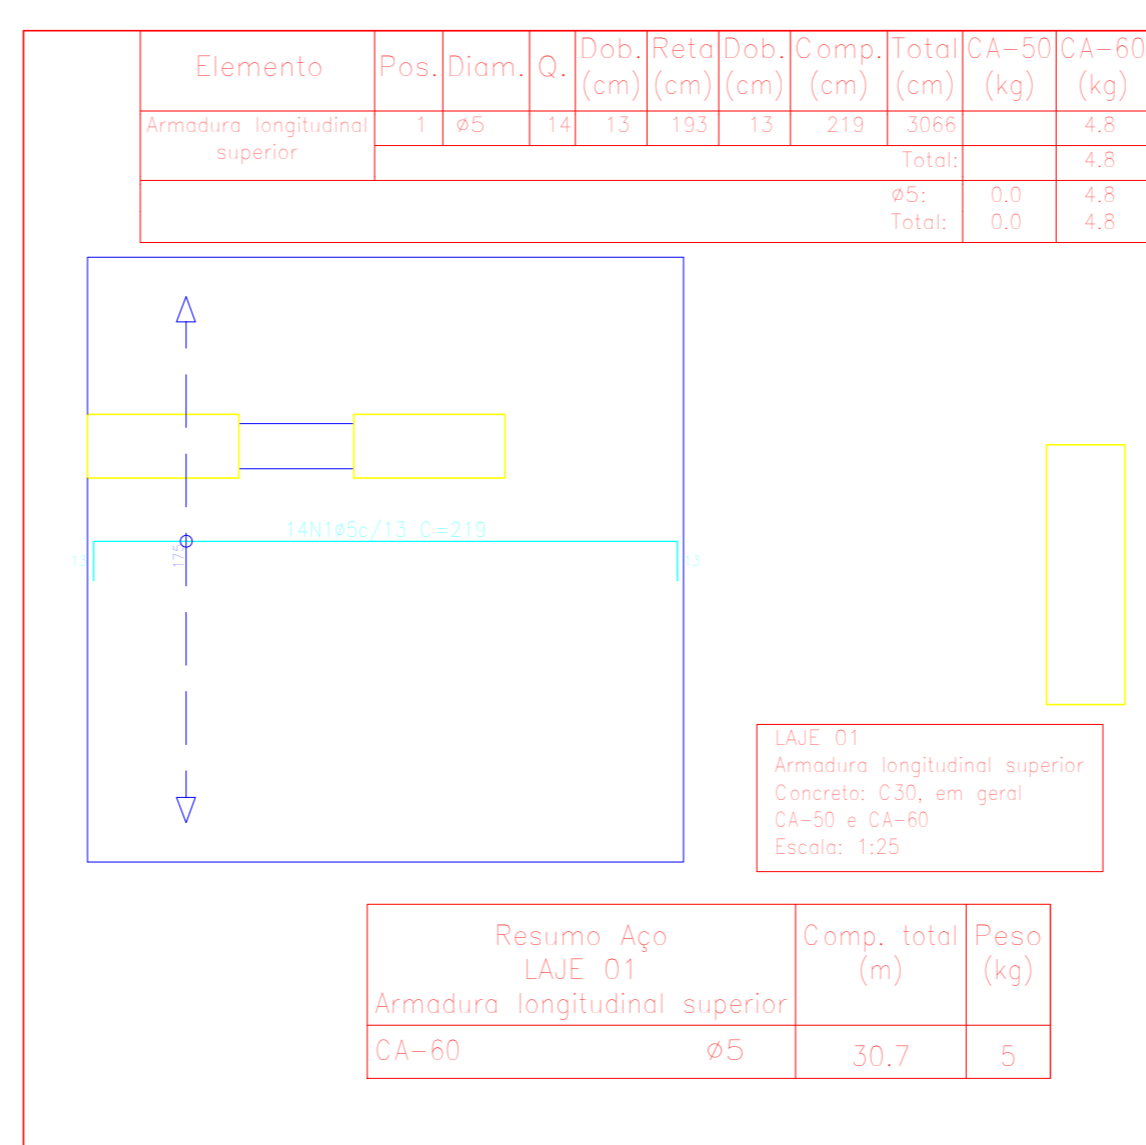 Elemento Pos. Diam. Q. Dob. (cm) Reta (cm) Dob. (cm) Comp. (cm) Total (cm) CA-50 (kg) CA-60 (kg)
Armadura longitudinal superior 1 ø5 14 13 193 13 219 3066 4.8
Total: 4.8
ø5: 0.0 4.8
Total: 0.0 4.8
14N1ø5c/13 C=219
13
175
13
LAJE 01
Armadura longitudinal superior
Concreto: C30, em geral
CA-50 e CA-60
Escala: 1:25
Resumo Aço
LAJE 01
Armadura longitudinal superior
Comp. total
(m)
Peso
(kg)
CA-60 ø5 30.7 5